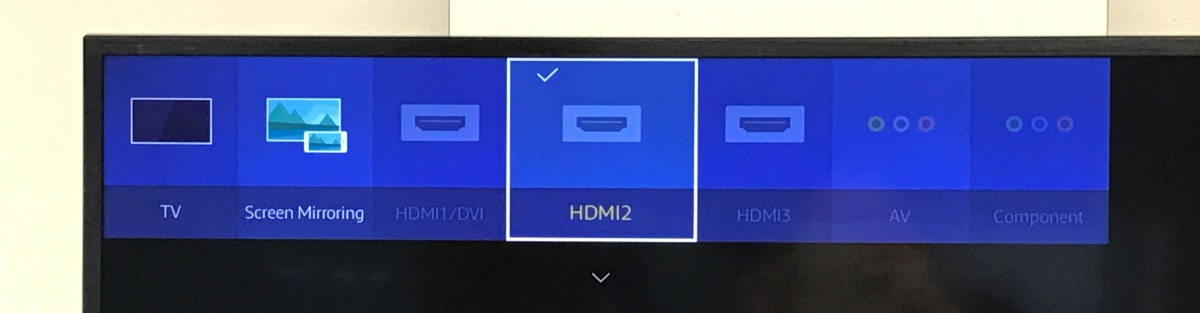 TV
Screen Mirroring
HDMI1/DVI
HDMI2
HDMI3
AV
Component